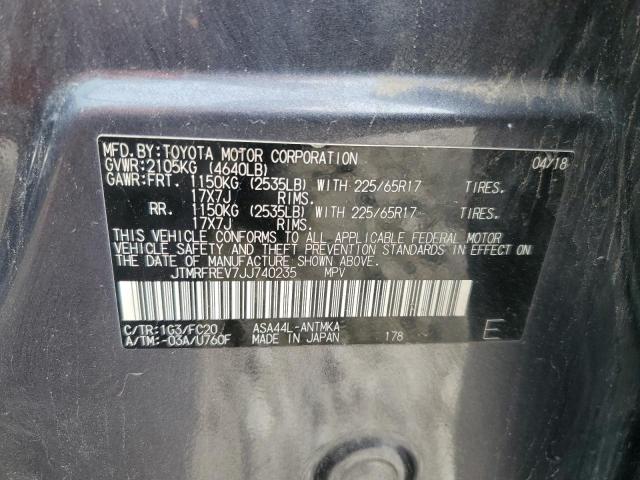 MFD.BY:TOYOTA MOTOR CORPORATION 04/18
GVWR:2105KG (4640LB)
GAWR:FRT. 1150KG (2535LB) WITH 225/65R17 TIRES.
17X7J RIMS.
RR. 1150KG (2535LB) WITH 225/65R17 TIRES.
17X7J RIMS.
THIS VEHICLE CONFORMS TO ALL APPLICABLE FEDERAL MOTOR
VEHICLE SAFETY AND THEFT PREVENTION STANDARDS IN EFFECT
ON THE DATE OF MANUFACTURE SHOWN ABOVE.
JTMRFREV7JJ740235 MPV
C/TR:1G3/FC20/ ASA44L-ANTMKA
A/TM:-03A/U760F MADE IN JAPAN 178 E